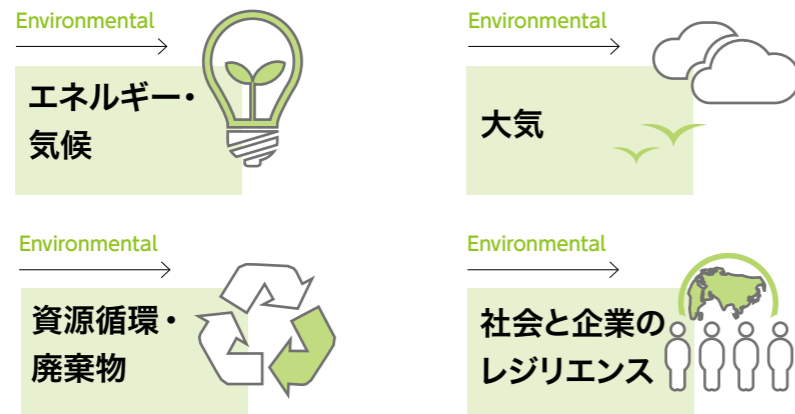 Environmental
エネルギー・
気候
Environmental
大気
Environmental
資源循環・
廃棄物
Environmental
社会と企業の
レジリエンス